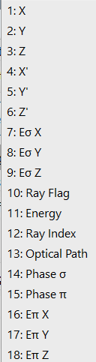 1: X
2: Y
3: Z
4: X'
5: Y'
6: Z'
7: Eσ X
8: Eσ Y
9: Eσ Z
10: Ray Flag
11: Energy
12: Ray Index
13: Optical Path
14: Phase σ
15: Phase π
16: Eπ X
17: Eπ Y
18: Eπ Z